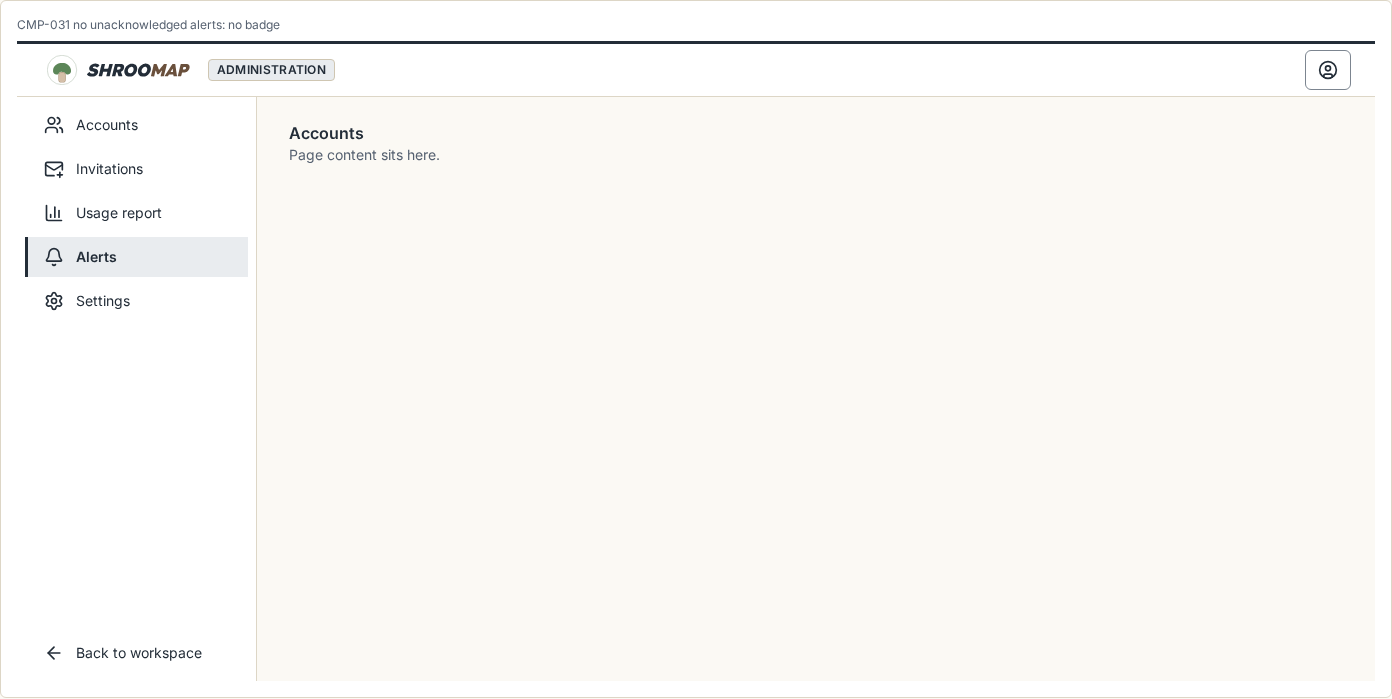 CMP-031 no unacknowledged alerts: no badge
SHROOMAP ADMINISTRATION
Accounts
Invitations
Usage report
Alerts
Settings
Back to workspace
Accounts
Page content sits here.